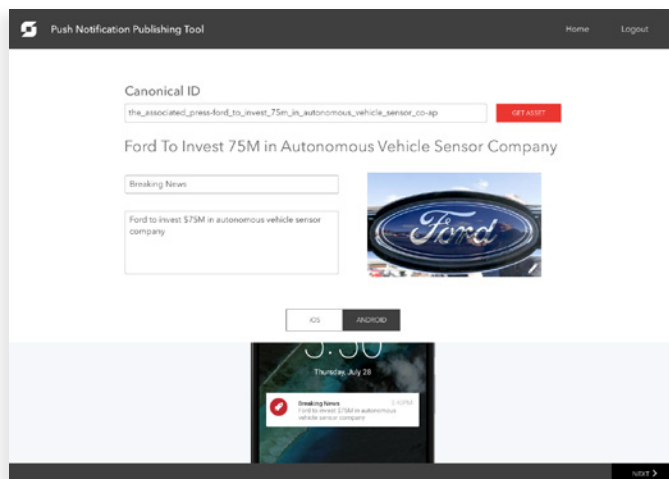 Push Notification Publishing Tool
Home
Logout
Canonical ID
the_associated_press-ford_to_invest_75m_in_autonomous_vehicle_sensor_co-ap
GET ASSET
Ford To Invest 75M in Autonomous Vehicle Sensor Company
Breaking News
Ford to invest $75M in autonomous vehicle sensor
company
Ford
iOS
ANDROID
Thursday, July 28
Breaking News
Ford to invest $75M in autonomous
vehicle sensor company
NEXT